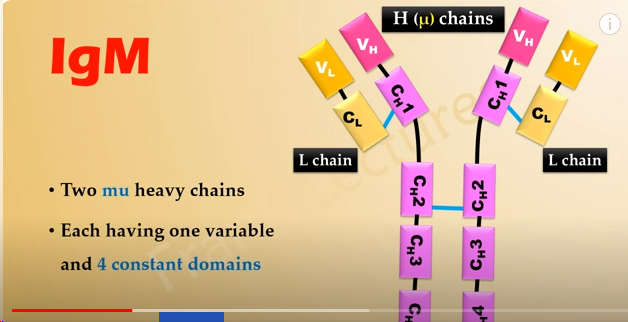 IgM
H (μ) chains
VL
VH
VH
VL
CL
CH1
CH1
CL
L chain
L chain
• Two mu heavy chains
• Each having one variable
and 4 constant domains
CH2
CH2
CH3
CH3
i